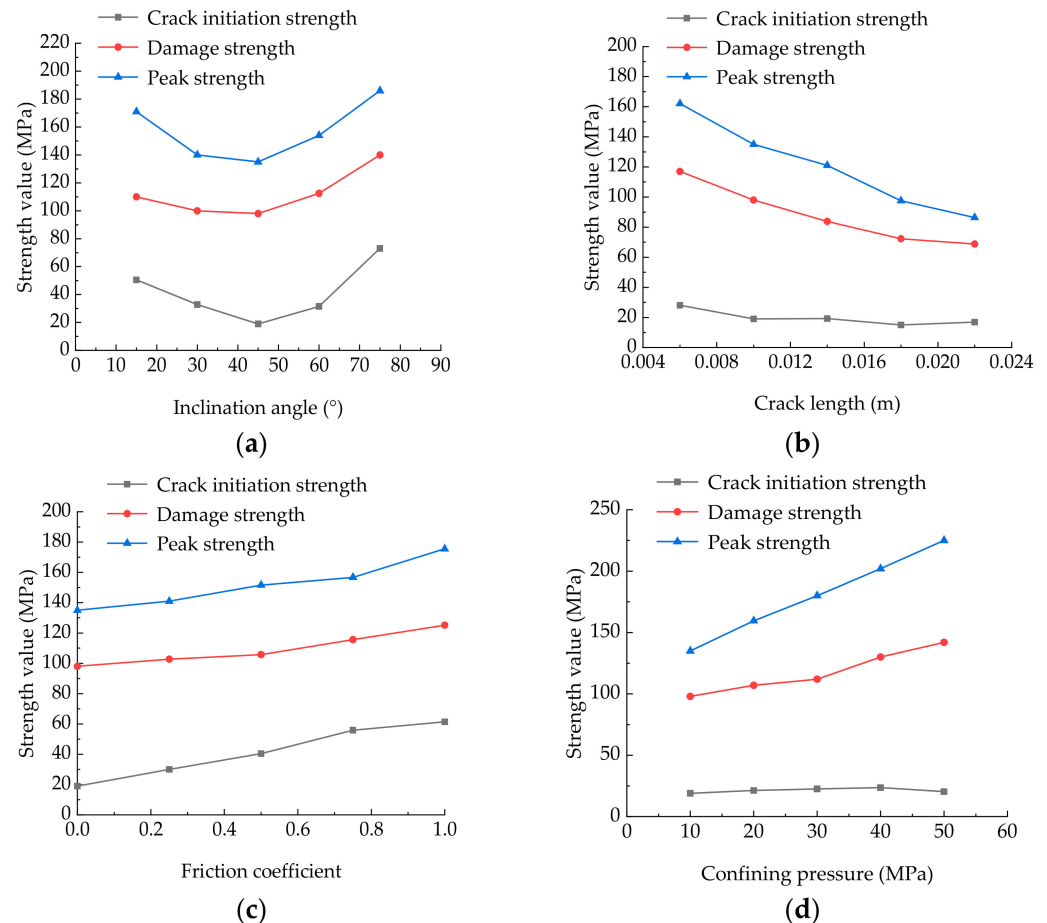 Crack initiation strength
Damage strength
Peak strength
220
200
180
160
140
120
100
80
60
40
20
0
Strength value (MPa)
0 10 20 30 40 50 60 70 80 90
Inclination angle (°)
(a)
Crack initiation strength
Damage strength
Peak strength
200
180
160
140
120
100
80
60
40
20
0
Strength value (MPa)
0.004 0.008 0.012 0.016 0.020 0.024
Crack length (m)
(b)
Crack initiation strength
Damage strength
Peak strength
200
180
160
140
120
100
80
60
40
20
0
Strength value (MPa)
0.0 0.2 0.4 0.6 0.8 1.0
Friction coefficient
(c)
Crack initiation strength
Damage strength
Peak strength
250
200
150
100
50
0
Strength value (MPa)
0 10 20 30 40 50 60
Confining pressure (MPa)
(d)